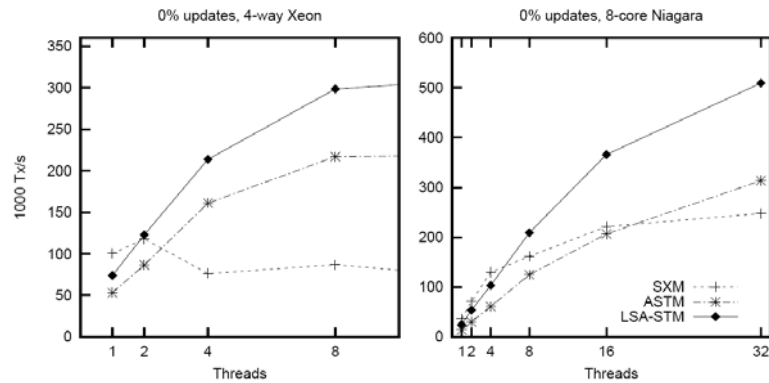 0% updates, 4-way Xeon
350
300
250
200
150
100
50
0
1000 Tx/s
1 2 4 8
Threads
0% updates, 8-core Niagara
600
500
400
300
200
100
0
SXM
ASTM
LSA-STM
1 2 4 8 16 32
Threads